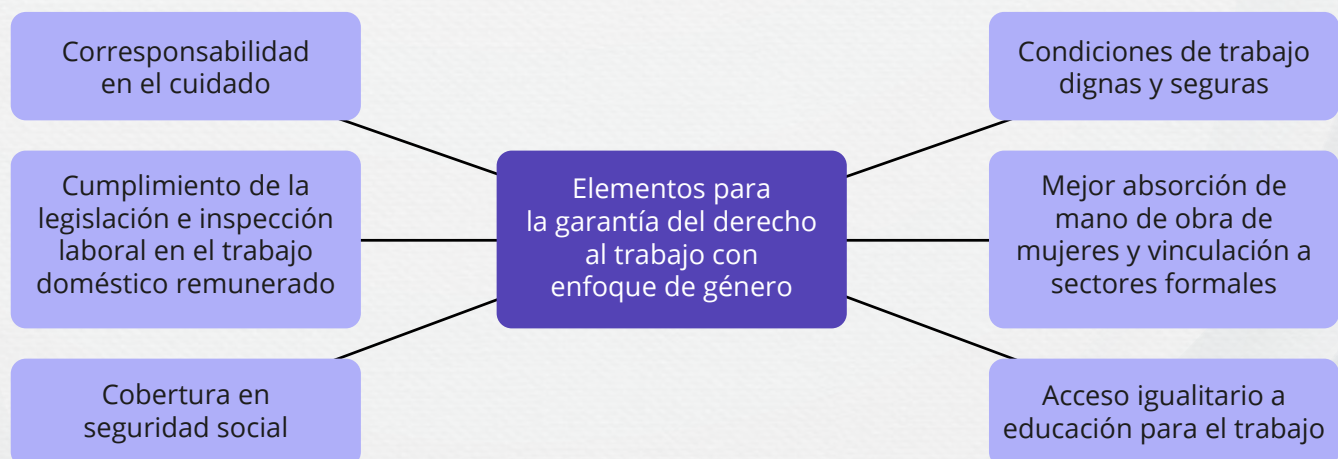 Corresponsabilidad
en el cuidado
Cumplimiento de la
legislación e inspección
laboral en el trabajo
doméstico remunerado
Cobertura en
seguridad social
Elementos para
la garantía del derecho
al trabajo con
enfoque de género
Condiciones de trabajo
dignas y seguras
Mejor absorción de
mano de obra de
mujeres y vinculación a
sectores formales
Acceso igualitario a
educación para el trabajo